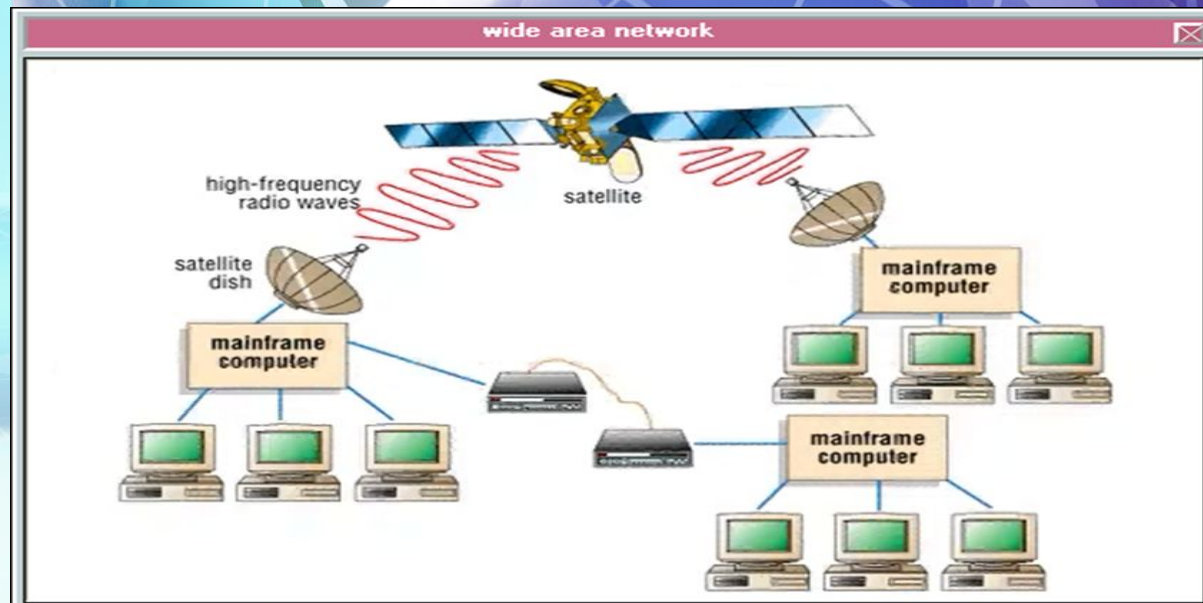 wide area network
high-frequency
radio waves
satellite
satellite
dish
mainframe
computer
mainframe
computer
mainframe
computer